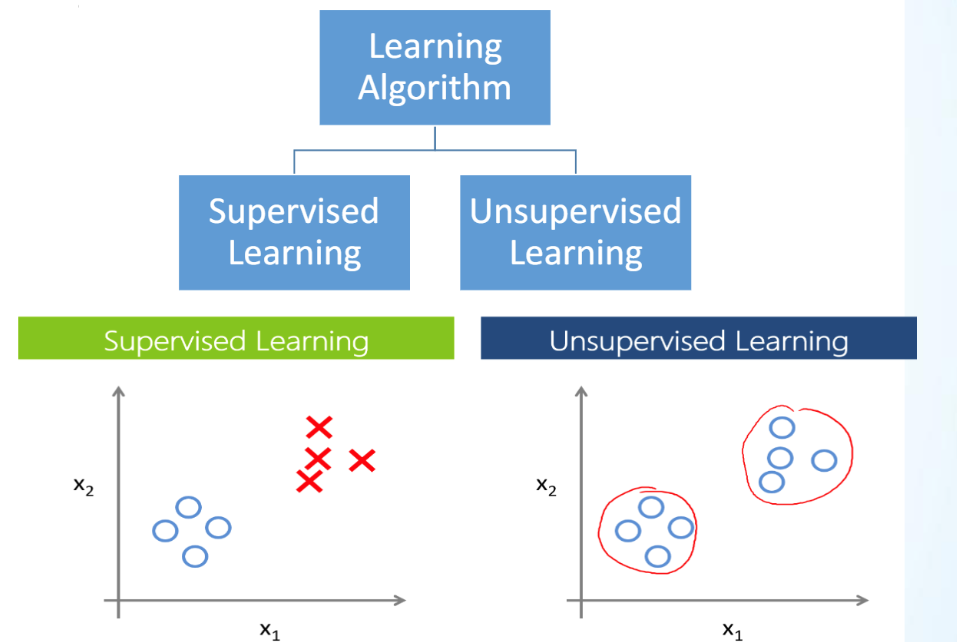 Learning
Algorithm
Supervised
Learning
Unsupervised
Learning
Supervised Learning
Unsupervised Learning
x₂
x₁
x₂
x₁